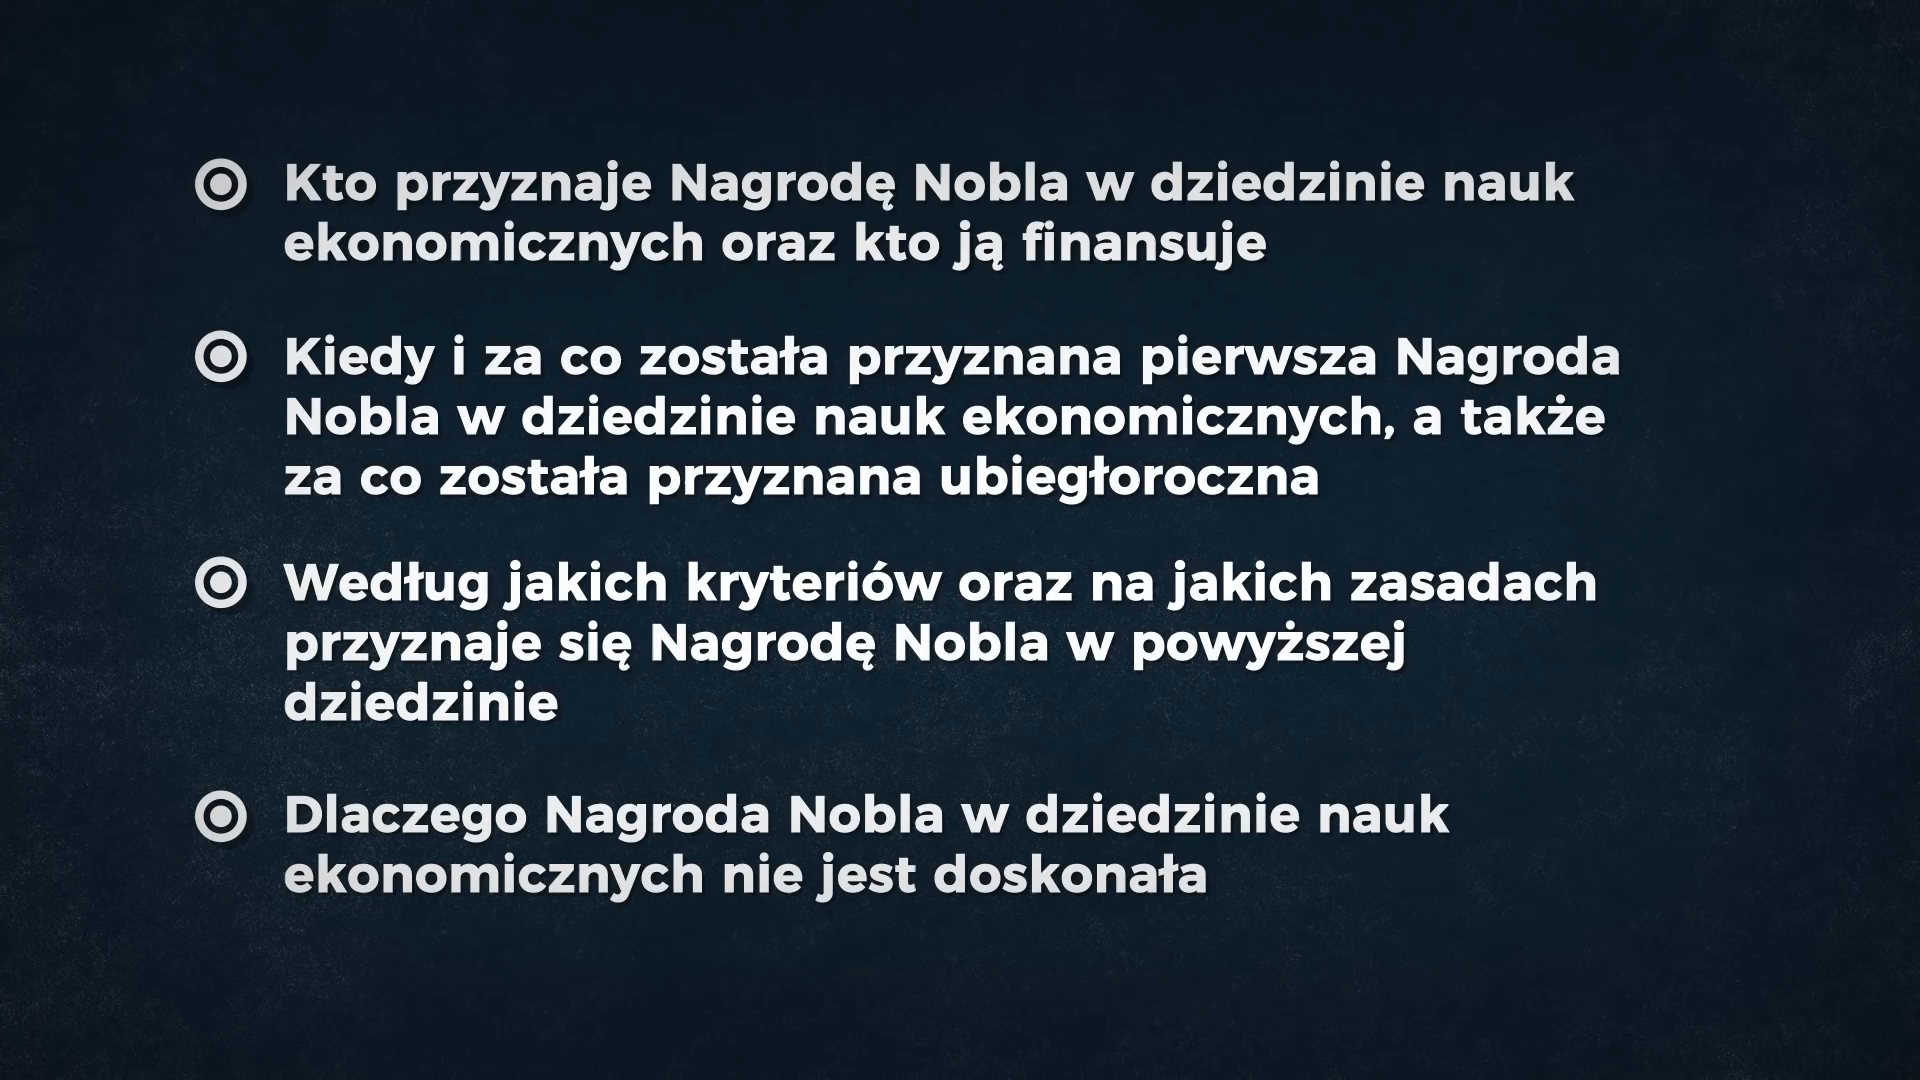 Kto przyznaje Nagrodę Nobla w dziedzinie nauk
ekonomicznych oraz kto ją finansuje
Kiedy i za co została przyznana pierwsza Nagroda
Nobla w dziedzinie nauk ekonomicznych, a także
za co została przyznana ubiegłoroczna
Według jakich kryteriów oraz na jakich zasadach
przyznaje się Nagrodę Nobla w powyższej
dziedzinie
Dlaczego Nagroda Nobla w dziedzinie nauk
ekonomicznych nie jest doskonała